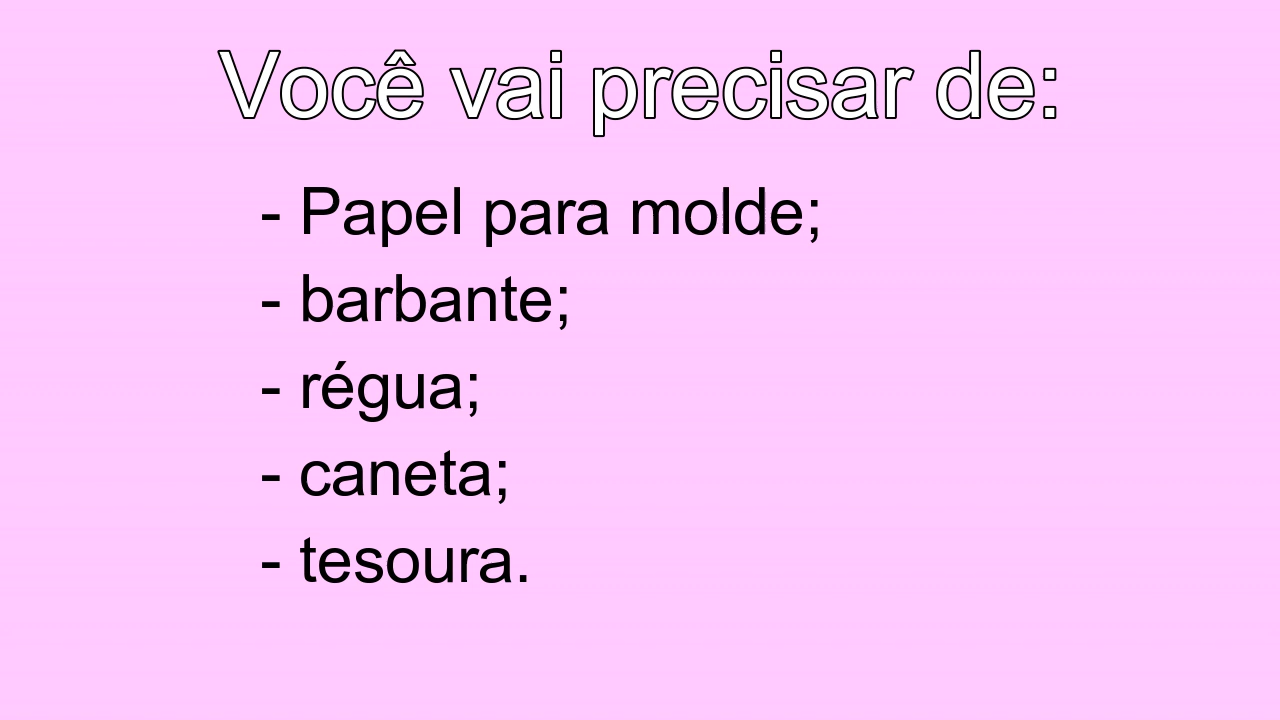 Você vai precisar de:
- Papel para molde;
- barbante;
- régua;
- caneta;
- tesoura.